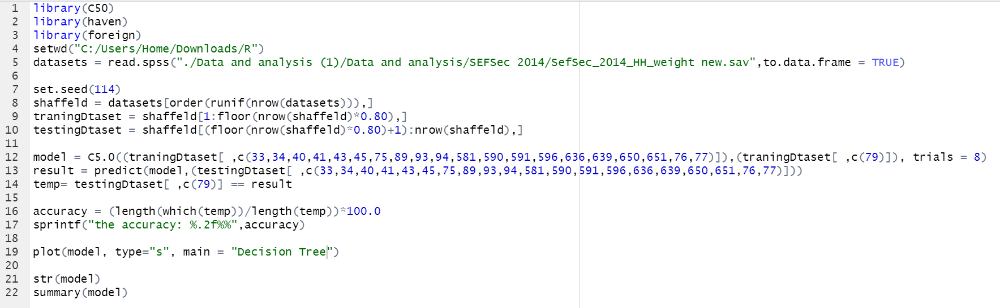 1 library(C50)
2 library(haven)
3 library(foreign)
4 setwd("C:/Users/Home/Downloads/R")
5 datasets = read.spss("./Data and analysis (1)/Data and analysis/SEFSec 2014/SefSec_2014_HH_weight new.sav",to.data.frame = TRUE)
6
7 set.seed(114)
8 shaffeld = datasets[order(runif(nrow(datasets))),]
9 traningDtaset = shaffeld[1:floor(nrow(shaffeld)*0.80),]
10 testingDtaset = shaffeld[(floor(nrow(shaffeld)*0.80)+1):nrow(shaffeld),]
11
12 model = C5.0((traningDtaset[ ,c(33,34,40,41,43,45,75,89,93,94,581,590,591,596,636,639,650,651,76,77)]),(traningDtaset[ ,c(79)]), trials = 8)
13 result = predict(model,(testingDtaset[ ,c(33,34,40,41,43,45,75,89,93,94,581,590,591,596,636,639,650,651,76,77)]))
14 temp= testingDtaset[ ,c(79)] == result
15
16 accuracy = (length(which(temp))/length(temp))*100.0
17 sprintf("the accuracy: %.2f%%",accuracy)
18
19 plot(model, type="s", main = "Decision Tree")
20
21 str(model)
22 summary(model)